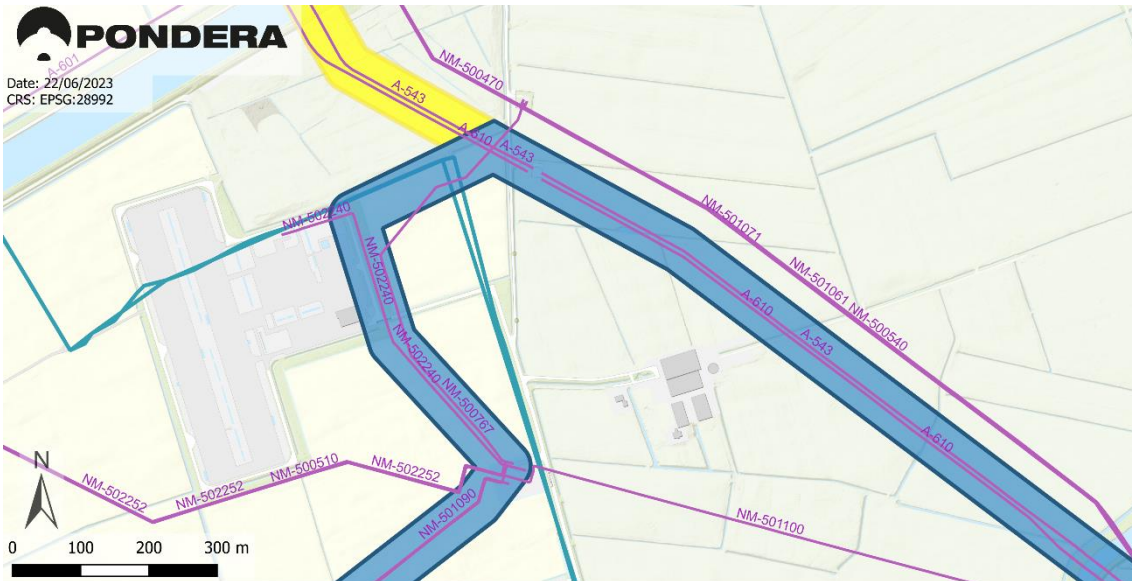 PONDERA
A-601
Date: 22/06/2023
CRS: EPSG:28992
NM-500470
A-543
A-610
A-543
NM-502240
NM-501071
NM-502240
NM-501061
NM-500540
A-610
A-543
NM-502240
NM-500767
A-610
NM-500510
NM-502252
NM-502252
NM-502252
NM-501090
NM-501100
N
0 100 200 300 m